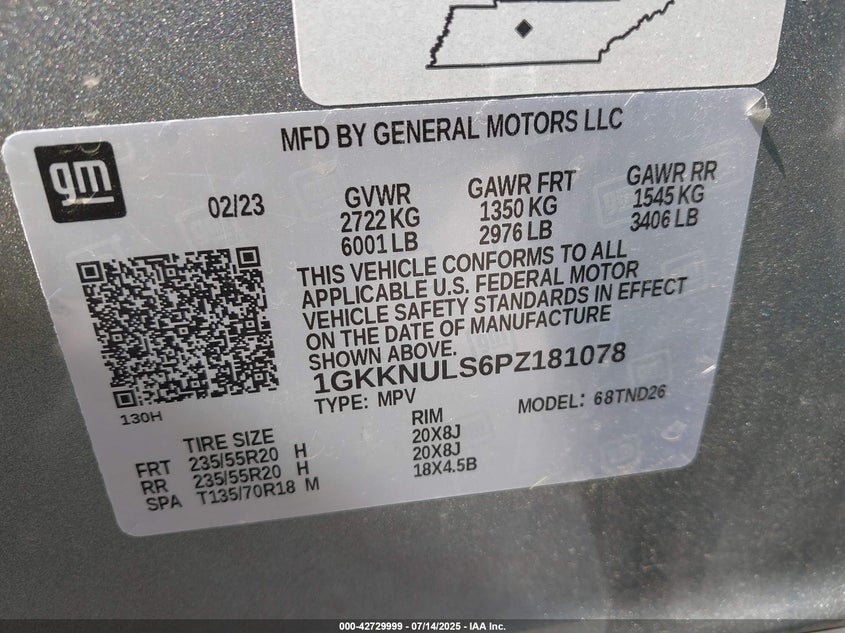 MFD BY GENERAL MOTORS LLC
gm
02/23
GVWR
2722 KG
6001 LB
GAWR FRT
1350 KG
2976 LB
GAWR RR
1545 KG
3406 LB
THIS VEHICLE CONFORMS TO ALL
APPLICABLE U.S. FEDERAL MOTOR
VEHICLE SAFETY STANDARDS IN EFFECT
ON THE DATE OF MANUFACTURE
SHOWN ABOVE.
1GKKNULS6PZ181078
TYPE: MPV
MODEL: 68TND26
130H
TIRE SIZE
RIM
FRT 235/55R20 H 20X8J
RR 235/55R20 H 20X8J
SPA T135/70R18 M 18X4.5B
000-42729999 - 07/14/2025 - IAA Inc.